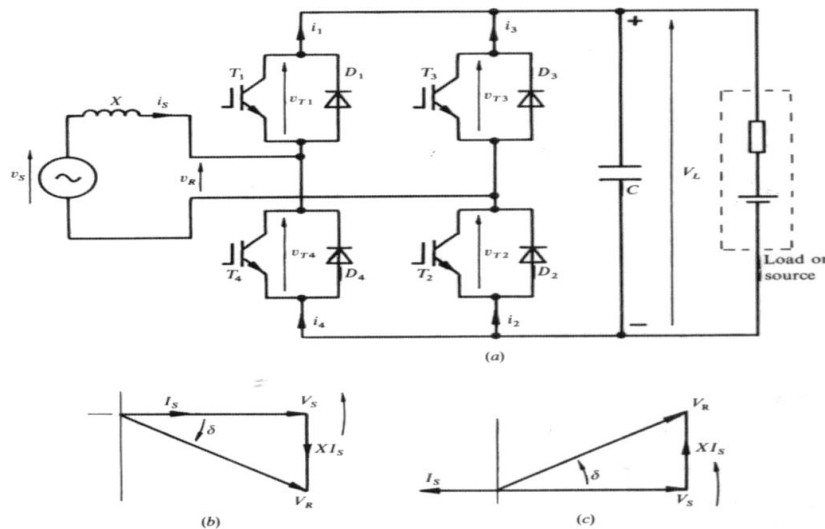 i1
i3
T1
D1
T3
D3
X
iS
vT1
vT3
+
vS
vR
C
VL
T4
vT4
D4
T2
vT2
D2
Load or
source
i4
i2
−
(a)
IS
VS
δ
XIS
VR
(b)
VR
XIS
δ
IS
VS
(c)